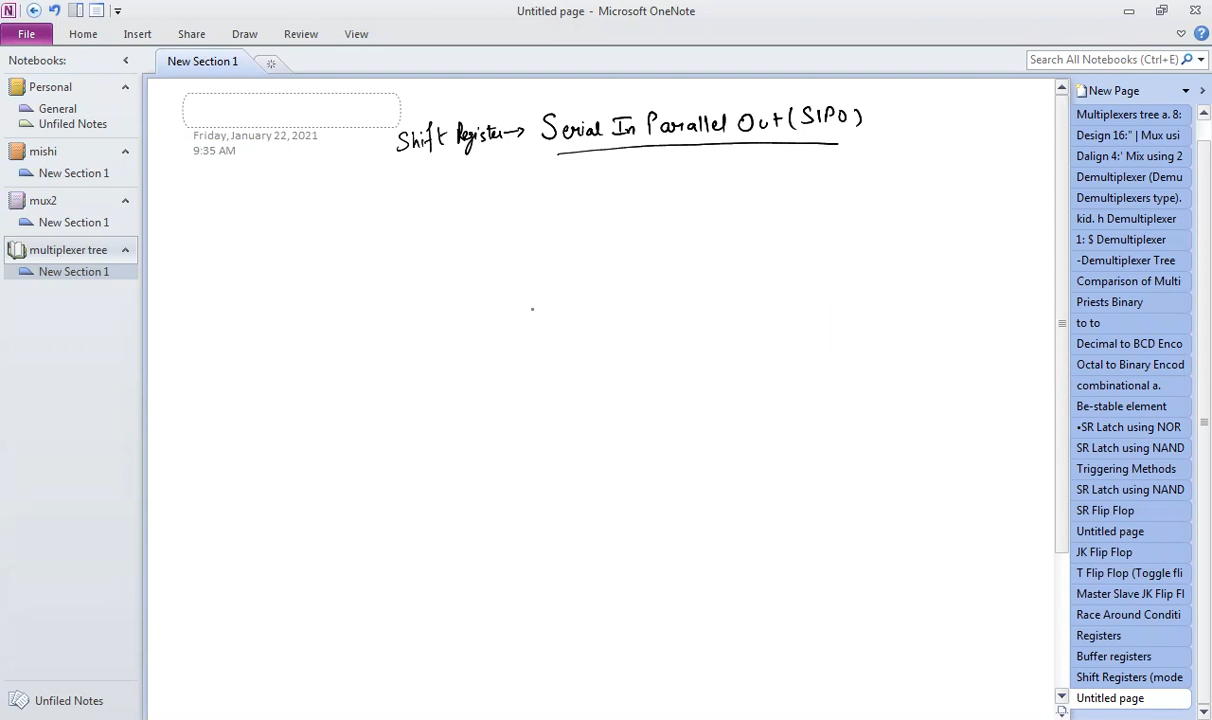 Untitled page - Microsoft OneNote
File Home Insert Share Draw Review View
Notebooks:
New Section 1
Search All Notebooks (Ctrl+E)
Personal
General
Unfiled Notes
mishi
New Section 1
mux2
New Section 1
multiplexer tree
New Section 1
Unfiled Notes
Friday, January 22, 2021
9:35 AM
Shift Register → Serial In Parallel Out (SIPO)
New Page
Multiplexers tree a. 8:
Design 16:" | Mux usi
Dalign 4:' Mix using 2
Demultiplexer (Demu
Demultiplexers type).
kid. h Demultiplexer
1: $ Demultiplexer
-Demultiplexer Tree
Comparison of Multi
Priests Binary
to to
Decimal to BCD Enco
Octal to Binary Encod
combinational a.
Be-stable element
•SR Latch using NOR
SR Latch using NAND
Triggering Methods
SR Latch using NAND
SR Flip Flop
Untitled page
JK Flip Flop
T Flip Flop (Toggle fli
Master Slave JK Flip Fl
Race Around Conditi
Registers
Buffer registers
Shift Registers (mode
Untitled page